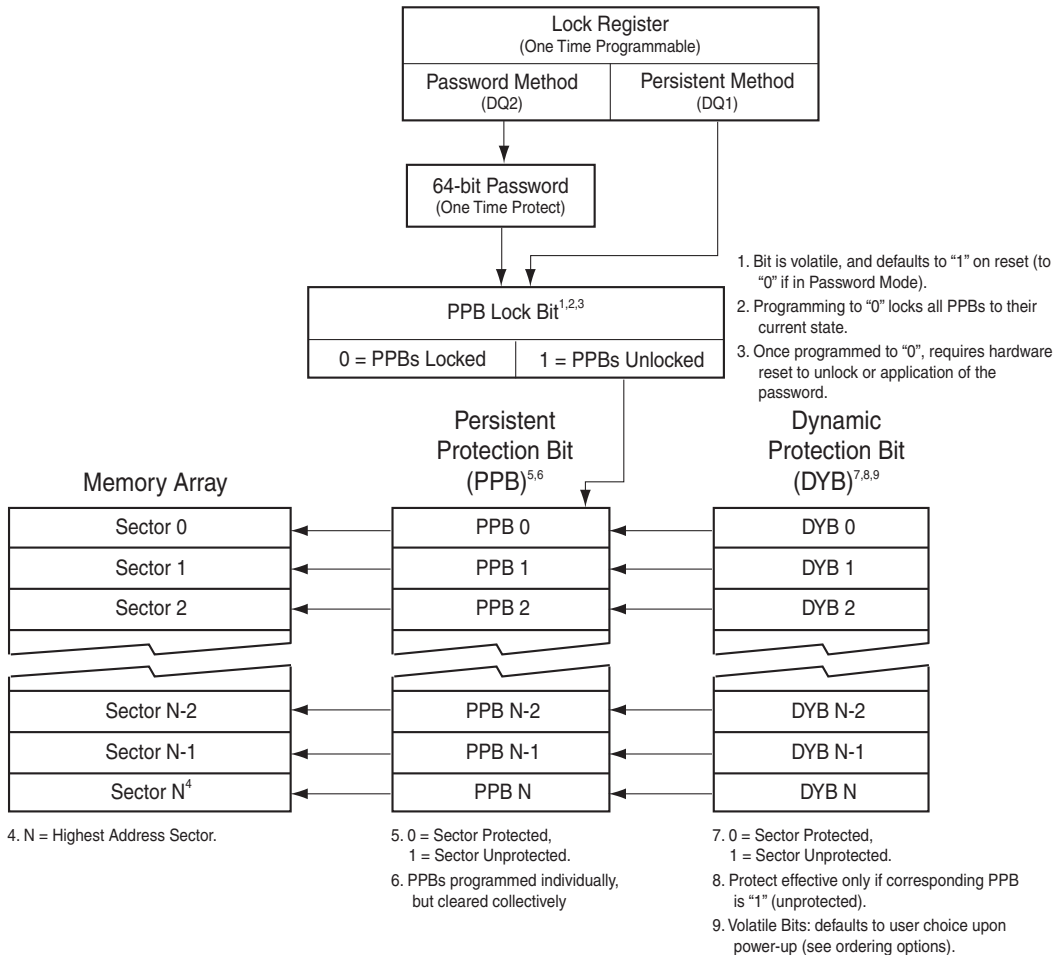 Lock Register
(One Time Programmable)
Password Method
(DQ2)
Persistent Method
(DQ1)
64-bit Password
(One Time Protect)
PPB Lock Bit1,2,3
0 = PPBs Locked
1 = PPBs Unlocked
1. Bit is volatile, and defaults to “1” on reset (to
“0” if in Password Mode).
2. Programming to “0” locks all PPBs to their
current state.
3. Once programmed to “0”, requires hardware
reset to unlock or application of the
password.
Memory Array
Persistent
Protection Bit
(PPB)5,6
Dynamic
Protection Bit
(DYB)7,8,9
Sector 0
PPB 0
DYB 0
Sector 1
PPB 1
DYB 1
Sector 2
PPB 2
DYB 2
Sector N-2
PPB N-2
DYB N-2
Sector N-1
PPB N-1
DYB N-1
Sector N4
PPB N
DYB N
4. N = Highest Address Sector.
5. 0 = Sector Protected,
1 = Sector Unprotected.
6. PPBs programmed individually,
but cleared collectively
7. 0 = Sector Protected,
1 = Sector Unprotected.
8. Protect effective only if corresponding PPB
is “1” (unprotected).
9. Volatile Bits: defaults to user choice upon
power-up (see ordering options).